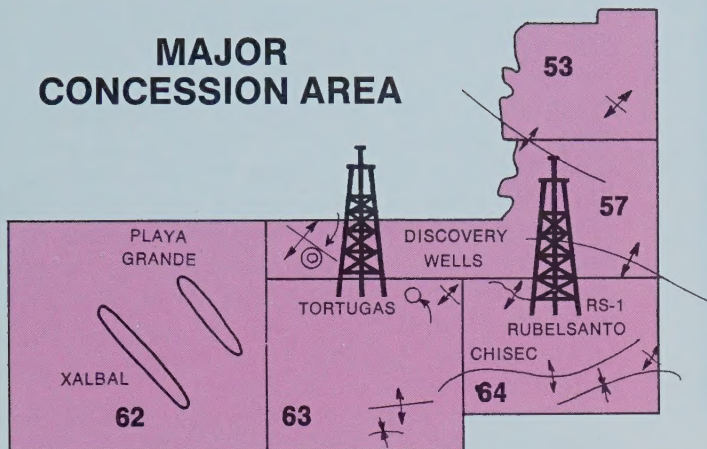 MAJOR
CONCESSION AREA
53
57
PLAYA
GRANDE
DISCOVERY
WELLS
TORTUGAS
RS-1
RUBELSANTO
CHISEC
XALBAL
62
63
64